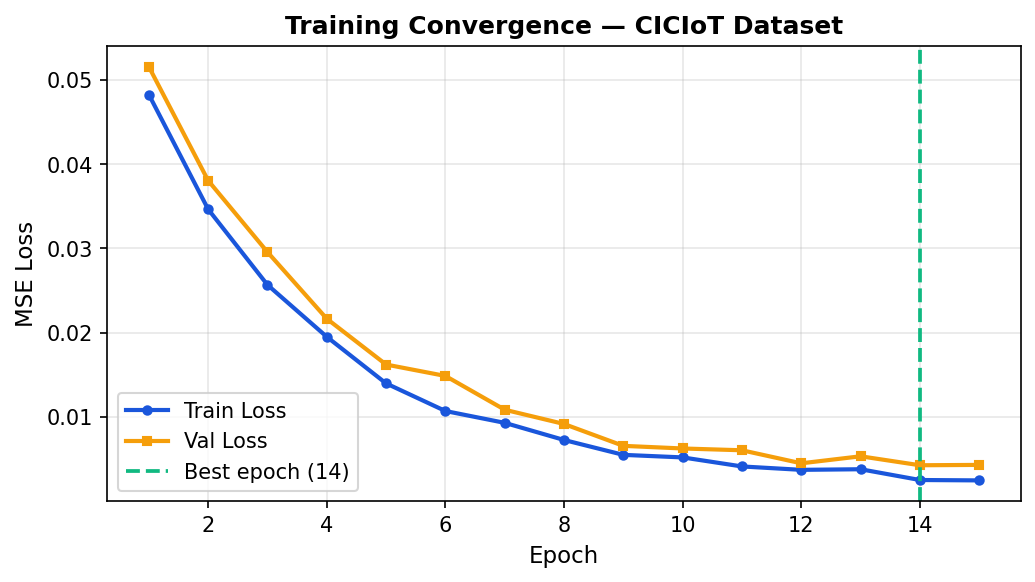 Training Convergence — CICIoT Dataset
MSE Loss
0.05
0.04
0.03
0.02
0.01
Train Loss
Val Loss
Best epoch (14)
2 4 6 8 10 12 14
Epoch